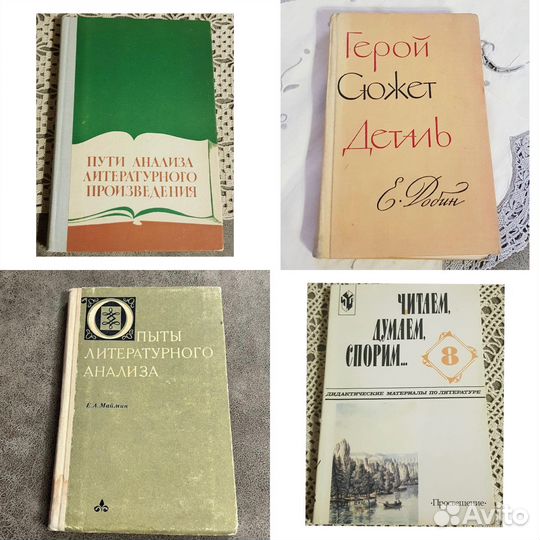 ПУТИ АНАЛИЗА
ЛИТЕРАТУРНОГО
ПРОИЗВЕДЕНИЯ
Герой
Сюжет
Деталь
Е. Добин
ОПЫТЫ
ЛИТЕРАТУРНОГО
АНАЛИЗА
Е. А. Маймин
ЧИТАЕМ,
ДУМАЕМ,
СПОРИМ...
8
ДИДАКТИЧЕСКИЕ МАТЕРИАЛЫ ПО ЛИТЕРАТУРЕ
·Просвещение·
Avito